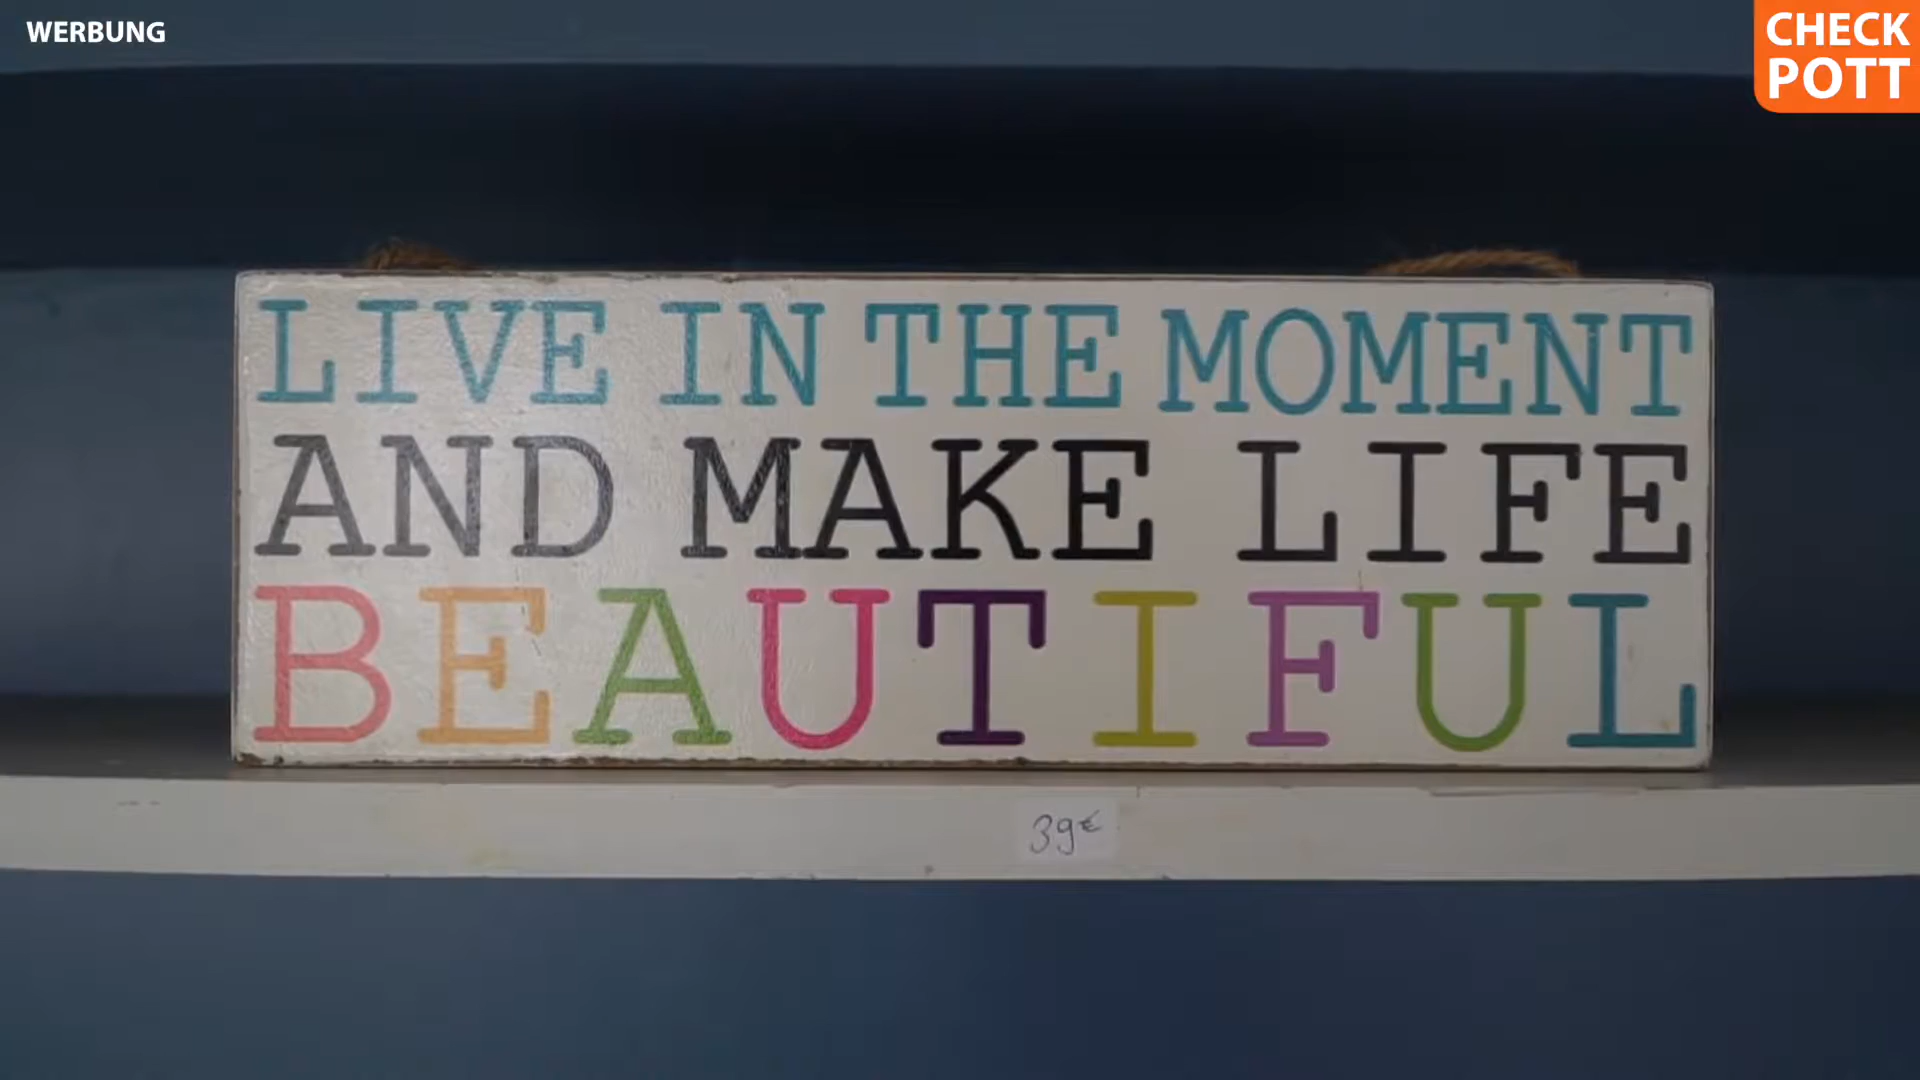 WERBUNG
CHECK
POTT
LIVE IN THE MOMENT
AND MAKE LIFE
BEAUTIFUL
39€